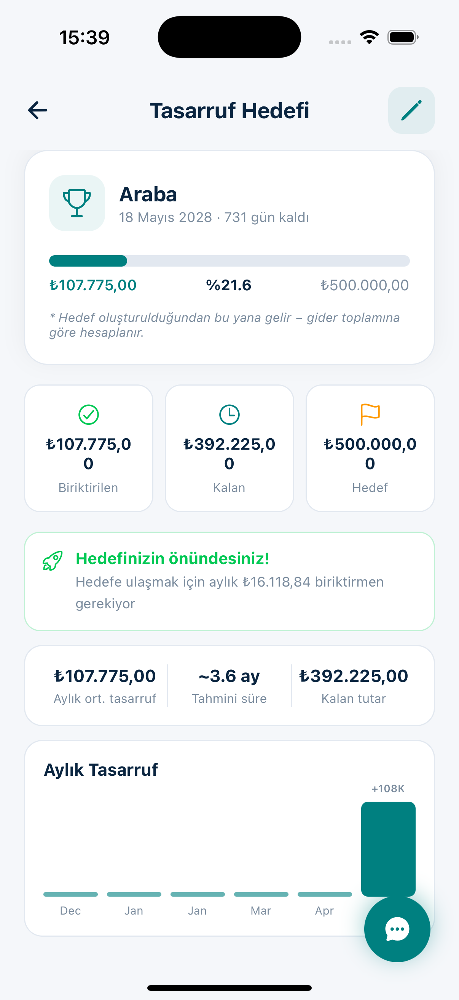 15:39
Tasarruf Hedefi
Araba
18 Mayıs 2028 · 731 gün kaldı
₺107.775,00 %21.6 ₺500.000,00
* Hedef oluşturulduğundan bu yana gelir – gider toplamına
göre hesaplanır.
₺107.775,0
0
Biriktirilen
₺392.225,0
0
Kalan
₺500.000,0
0
Hedef
Hedefinizin önündesiniz!
Hedefe ulaşmak için aylık ₺16.118,84 biriktirmen
gerekiyor
₺107.775,00
Aylık ort. tasarruf
~3.6 ay
Tahmini süre
₺392.225,00
Kalan tutar
Aylık Tasarruf
+108K
Dec Jan Jan Mar Apr